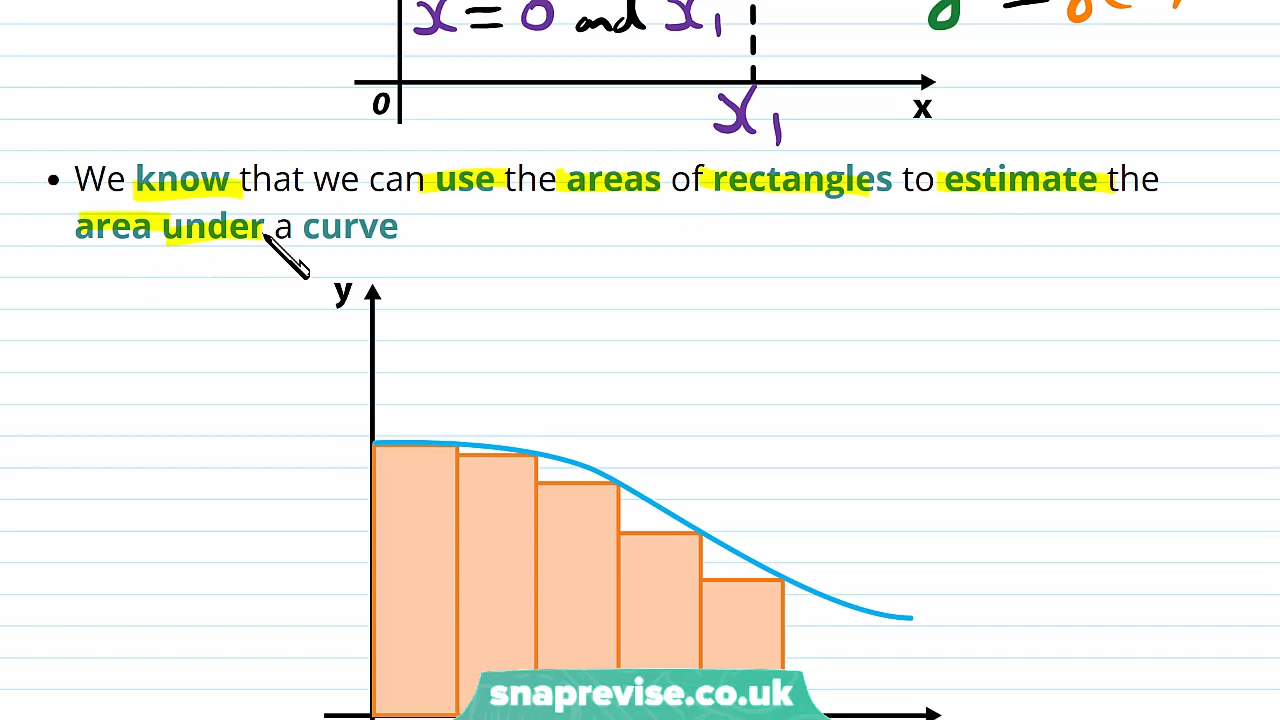 x = 0 and x₁
0
x
x₁
• We know that we can use the areas of rectangles to estimate the
area under a curve
y
snaprevise.co.uk